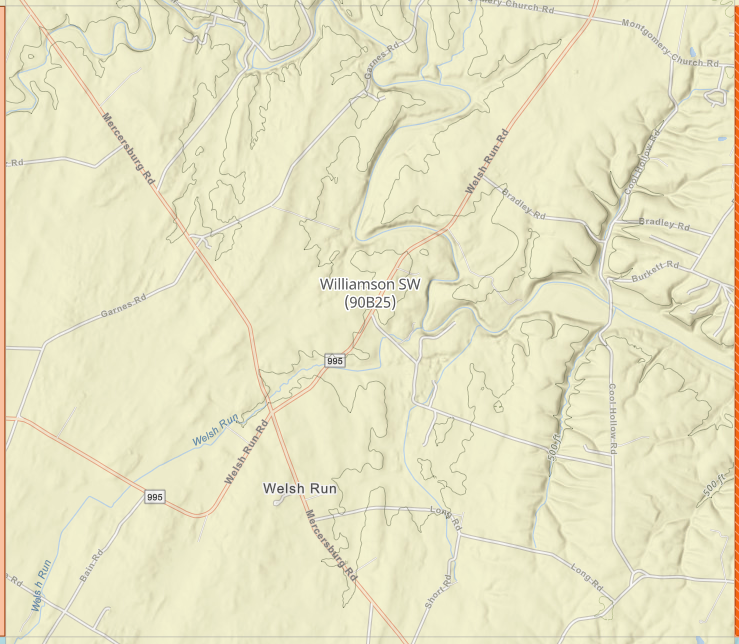 Church Rd
Montgomery Church Rd
Garnes Rd
Mercersburg Rd
Welsh Run Rd
Cool Hollow Rd
Rd
Bradley Rd
Bradley Rd
Burkett Rd
Williamson SW
(90B25)
Garnes Rd
995
Welsh Run
Cool Hollow Rd
Welsh Run Rd
500 ft
Welsh Run
995
500 ft
Mercersburg Rd
Long Rd
Bain Rd
Welsh Run
Short Rd
Long Rd
Rd